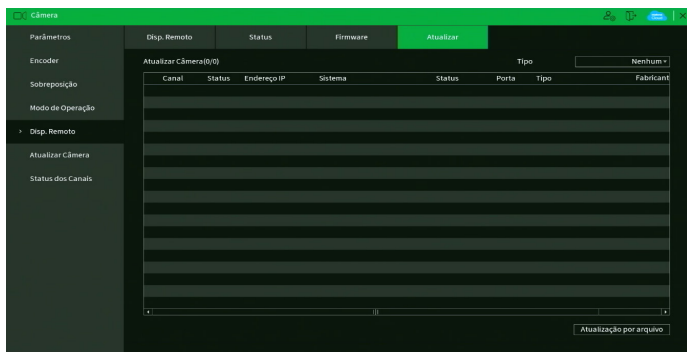 Câmera
Parâmetros
Disp. Remoto Status Firmware Atualizar
Encoder
Atualizar Câmera(0/0) Tipo Nenhum
Sobreposição
Canal Status Endereço IP Sistema Status Porta Tipo Fabricant
Modo de Operação
Disp. Remoto
Atualizar Câmera
Status dos Canais
Atualização por arquivo